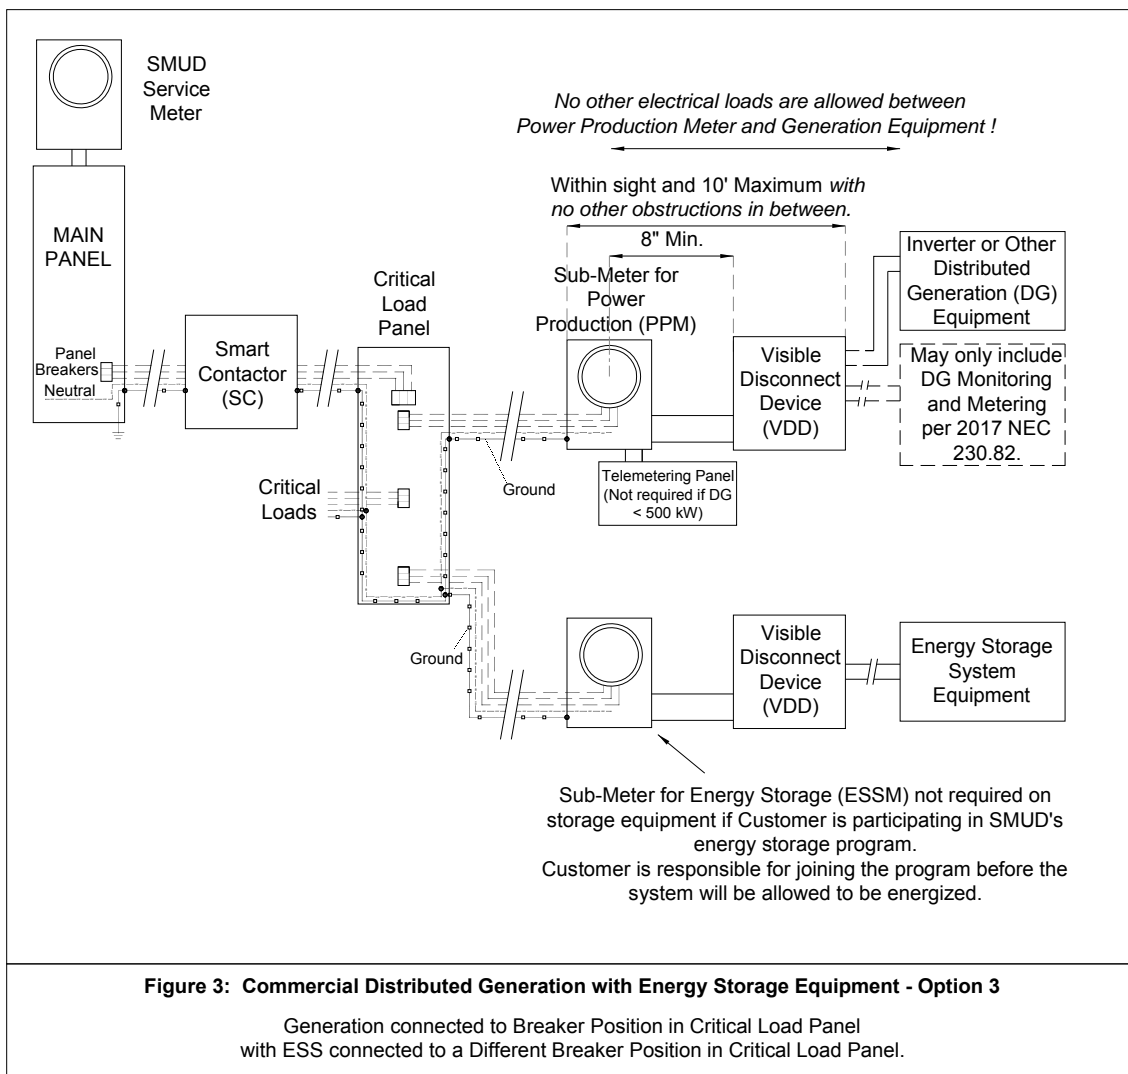 SMUD
Service
Meter
No other electrical loads are allowed between
Power Production Meter and Generation Equipment !
Within sight and 10' Maximum with
no other obstructions in between.
8" Min.
MAIN
PANEL
Panel
Breakers
Neutral
Smart
Contactor
(SC)
Critical
Load
Panel
Critical
Loads
Sub-Meter for
Power
Production (PPM)
Ground
Telemetering Panel
(Not required if DG
< 500 kW)
Visible
Disconnect
Device
(VDD)
Inverter or Other
Distributed
Generation (DG)
Equipment
May only include
DG Monitoring
and Metering
per 2017 NEC
230.82.
Ground
Visible
Disconnect
Device
(VDD)
Energy Storage
System
Equipment
Sub-Meter for Energy Storage (ESSM) not required on
storage equipment if Customer is participating in SMUD's
energy storage program.
Customer is responsible for joining the program before the
system will be allowed to be energized.
Figure 3: Commercial Distributed Generation with Energy Storage Equipment - Option 3
Generation connected to Breaker Position in Critical Load Panel
with ESS connected to a Different Breaker Position in Critical Load Panel.